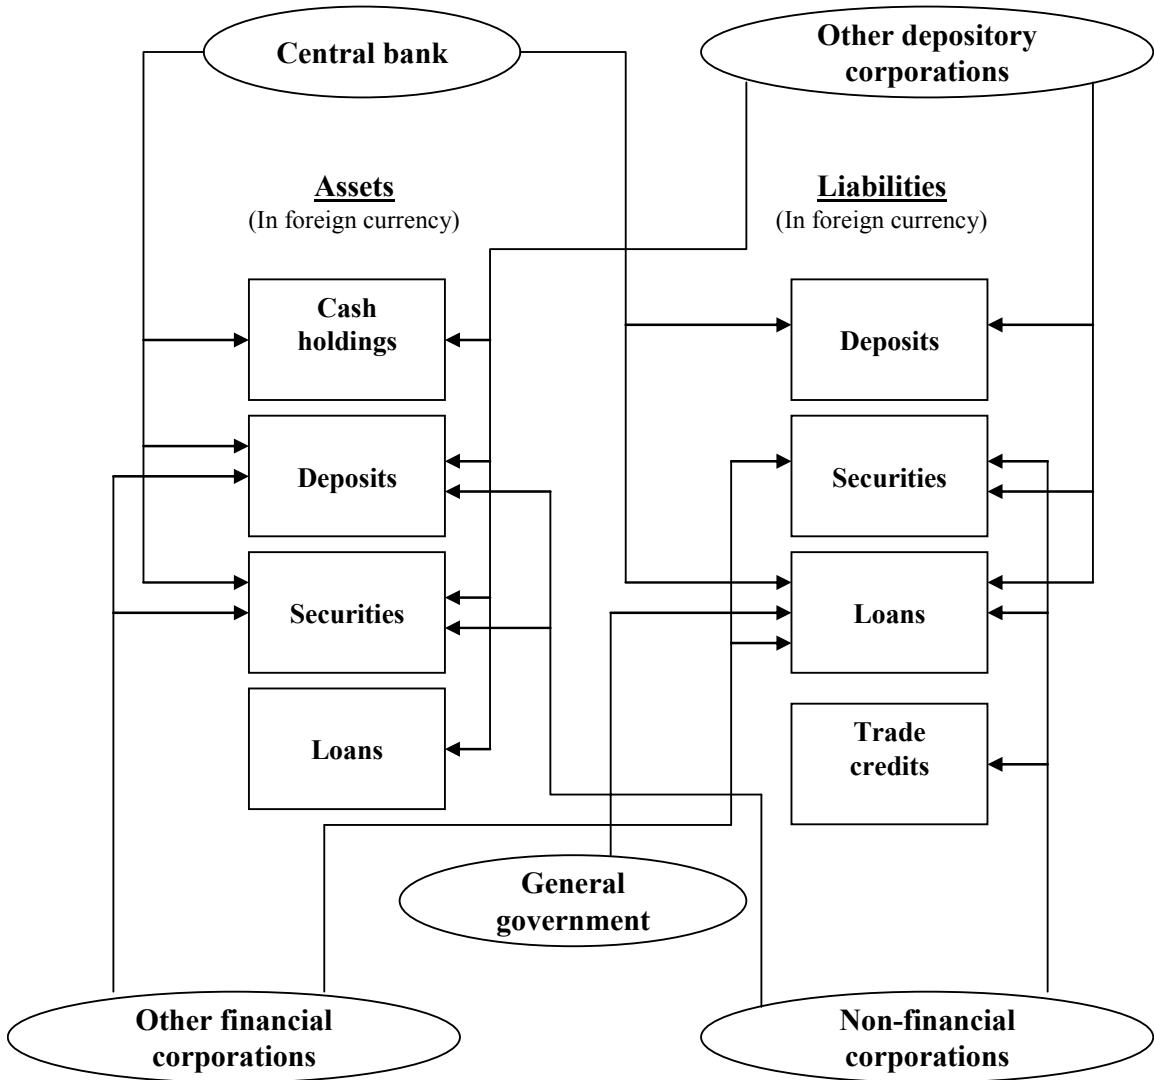 Central bank
Other depository
corporations
Assets
(In foreign currency)
Liabilities
(In foreign currency)
Cash
holdings
Deposits
Deposits
Securities
Securities
Loans
Loans
Trade
credits
General
government
Other financial
corporations
Non-financial
corporations